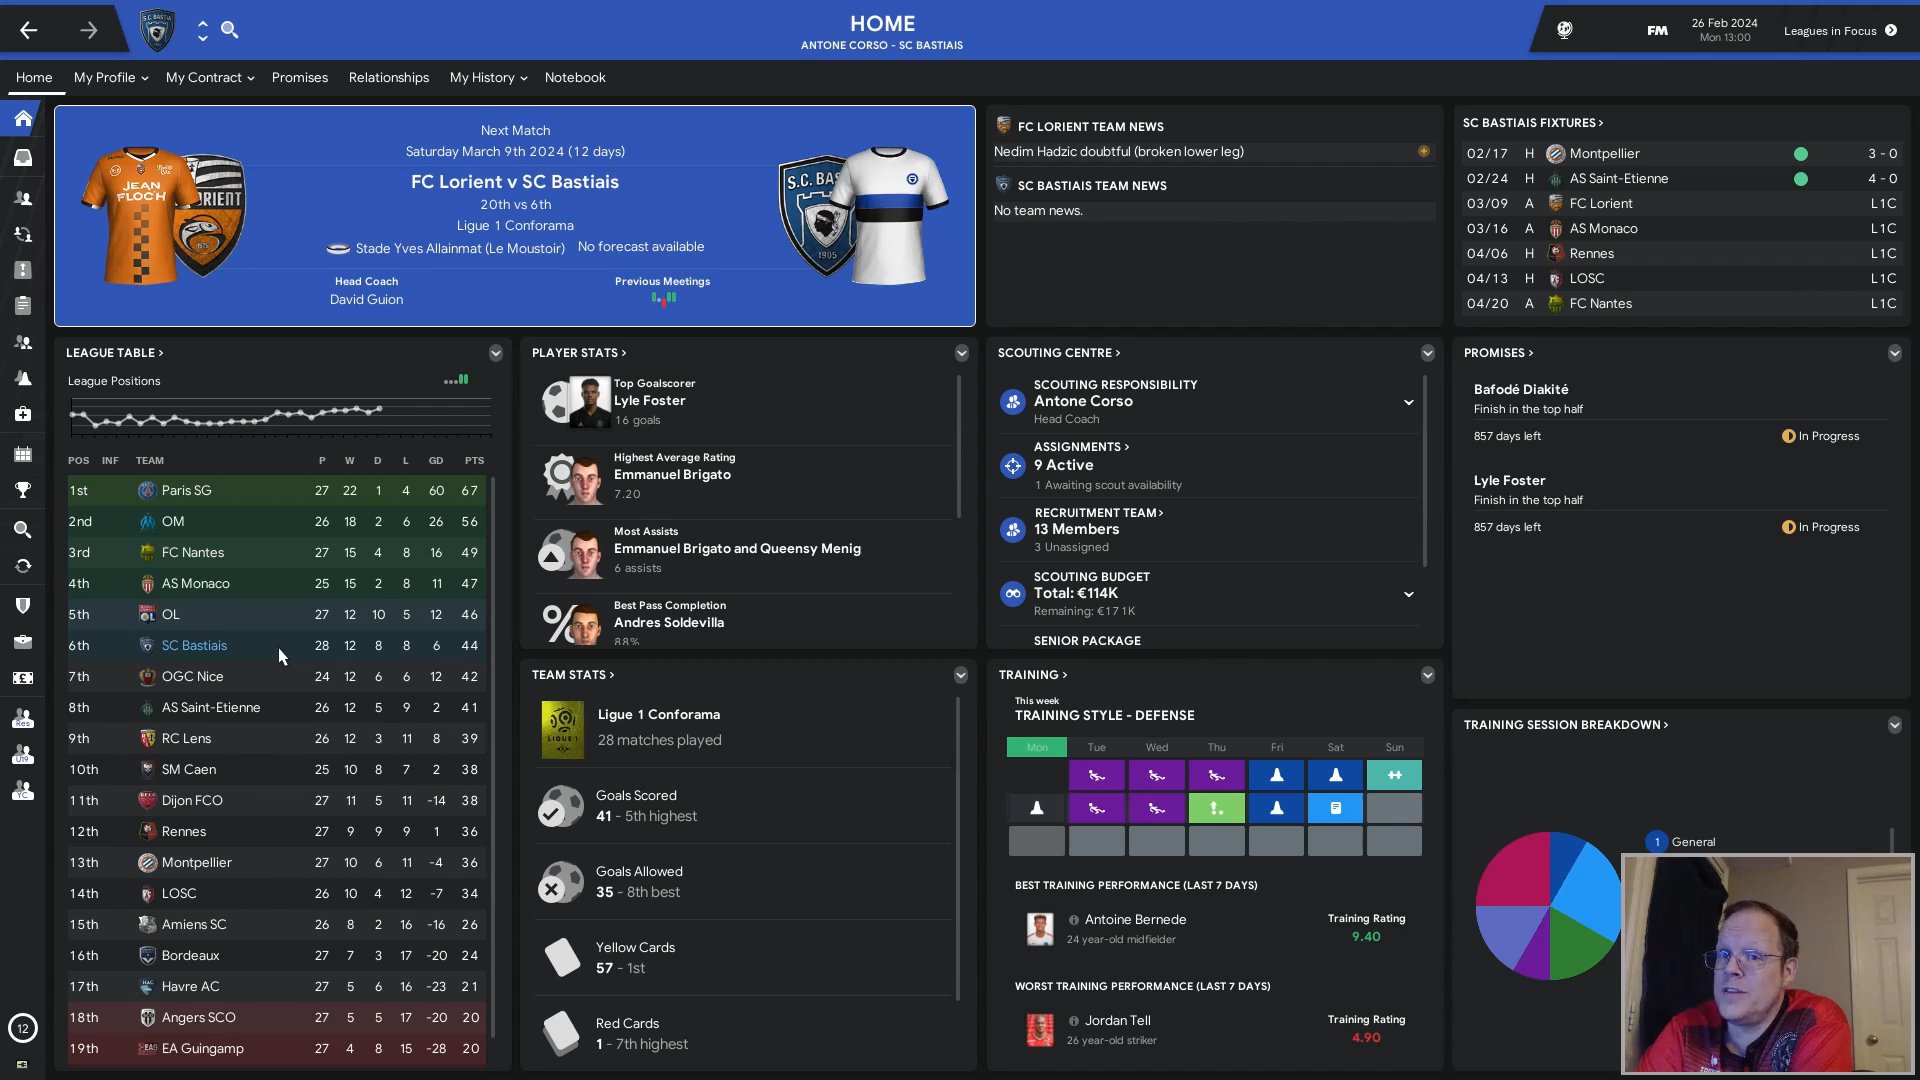 HOME
ANTONE CORSO - SC BASTIAIS
FM
26 Feb 2024
Mon 13:00
Leagues in Focus
Home
My Profile
My Contract
Promises
Relationships
My History
Notebook
Next Match
Saturday March 9th 2024 (12 days)
FC Lorient v SC Bastiais
20th vs 6th
Ligue 1 Conforama
Stade Yves Allainmat (Le Moustoir)
No forecast available
Head Coach
David Guion
Previous Meetings
JEAN
FLOC'H
LORIENT
1926
S.C. BAS
1905
FC LORIENT TEAM NEWS
Nedim Hadzic doubtful (broken lower leg)
SC BASTIAIS TEAM NEWS
No team news.
SC BASTIAIS FIXTURES >
02/17 H Montpellier 3 - 0
02/24 H AS Saint-Etienne 4 - 0
03/09 A FC Lorient L1C
03/16 A AS Monaco L1C
04/06 H Rennes L1C
04/13 H LOSC L1C
04/20 A FC Nantes L1C
LEAGUE TABLE >
League Positions
POS INF TEAM P W D L GD PTS
1st Paris SG 27 22 1 4 60 67
2nd OM 26 18 2 6 26 56
3rd FC Nantes 27 15 4 8 16 49
4th AS Monaco 25 15 2 8 11 47
5th OL 27 12 10 5 12 46
6th SC Bastiais 28 12 8 8 6 44
7th OGC Nice 24 12 6 6 12 42
8th AS Saint-Etienne 26 12 5 9 2 41
9th RC Lens 26 12 3 11 8 39
10th SM Caen 25 10 8 7 2 38
11th Dijon FCO 27 11 5 11 -14 38
12th Rennes 27 9 9 9 1 36
13th Montpellier 27 10 6 11 -4 36
14th LOSC 26 10 4 12 -7 34
15th Amiens SC 26 8 2 16 -16 26
16th Bordeaux 27 7 3 17 -20 24
17th Havre AC 27 5 6 16 -23 21
18th Angers SCO 27 5 5 17 -20 20
19th EA Guingamp 27 4 8 15 -28 20
PLAYER STATS >
Top Goalscorer
Lyle Foster
16 goals
Highest Average Rating
Emmanuel Brigato
7.20
Most Assists
Emmanuel Brigato and Queensy Menig
6 assists
Best Pass Completion
Andres Soldevilla
88%
TEAM STATS >
Ligue 1 Conforama
28 matches played
Goals Scored
41 - 5th highest
Goals Allowed
35 - 8th best
Yellow Cards
57 - 1st
Red Cards
1 - 7th highest
SCOUTING CENTRE >
SCOUTING RESPONSIBILITY
Antone Corso
Head Coach
ASSIGNMENTS >
9 Active
1 Awaiting scout availability
RECRUITMENT TEAM >
13 Members
3 Unassigned
SCOUTING BUDGET
Total: €114K
Remaining: €171K
SENIOR PACKAGE
TRAINING >
This week
TRAINING STYLE - DEFENSE
Mon Tue Wed Thu Fri Sat Sun
BEST TRAINING PERFORMANCE (LAST 7 DAYS)
Antoine Bernede
24 year-old midfielder
Training Rating
9.40
WORST TRAINING PERFORMANCE (LAST 7 DAYS)
Jordan Tell
26 year-old striker
Training Rating
4.90
PROMISES >
Bafodé Diakité
Finish in the top half
857 days left
In Progress
Lyle Foster
Finish in the top half
857 days left
In Progress
TRAINING SESSION BREAKDOWN >
1 General
Res
U19
YC
12